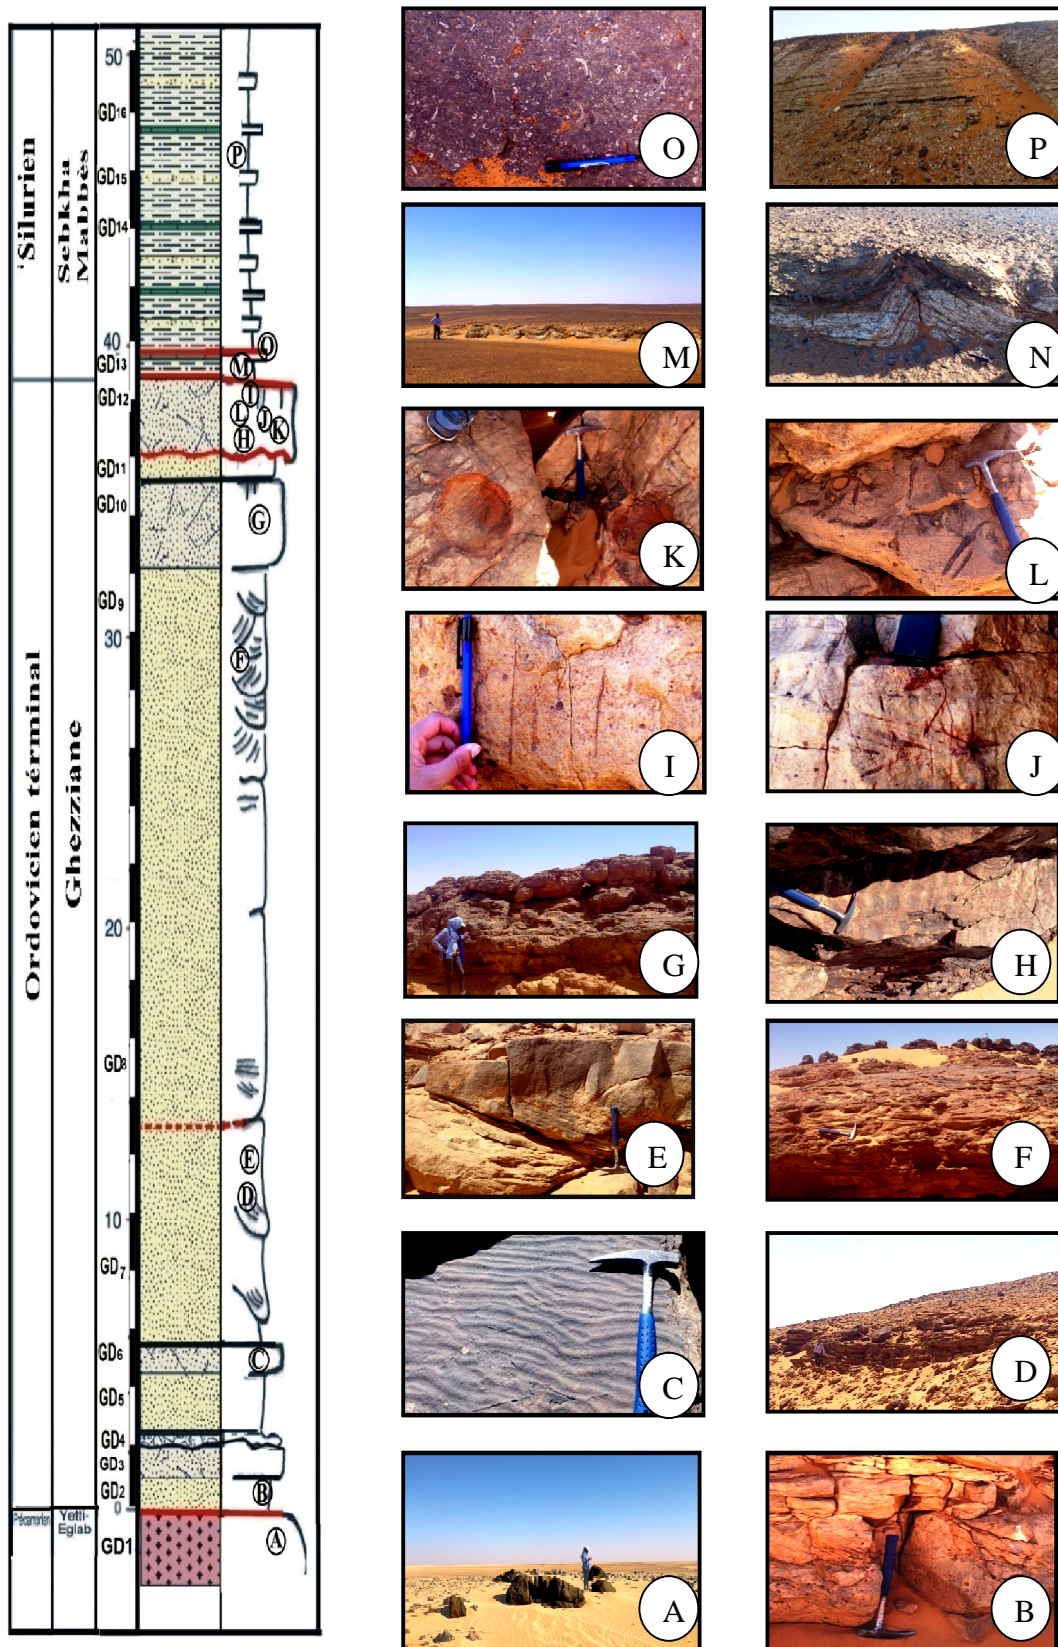 Silurien
Sebkha
Mabbès
Ordovicien términal
Ghezziane
Précambrien
Yetti-
Eglab
50
GD16
P
GD15
GD14
40
O
GD13
M
GD12
I
L
J
K
H
GD11
GD10
G
GD9
30
F
20
GD8
E
D
10
GD7
GD6
C
GD5
GD4
GD3
GD2
B
0
GD1
A
O
P
M
N
K
L
I
J
G
H
E
F
C
D
A
B